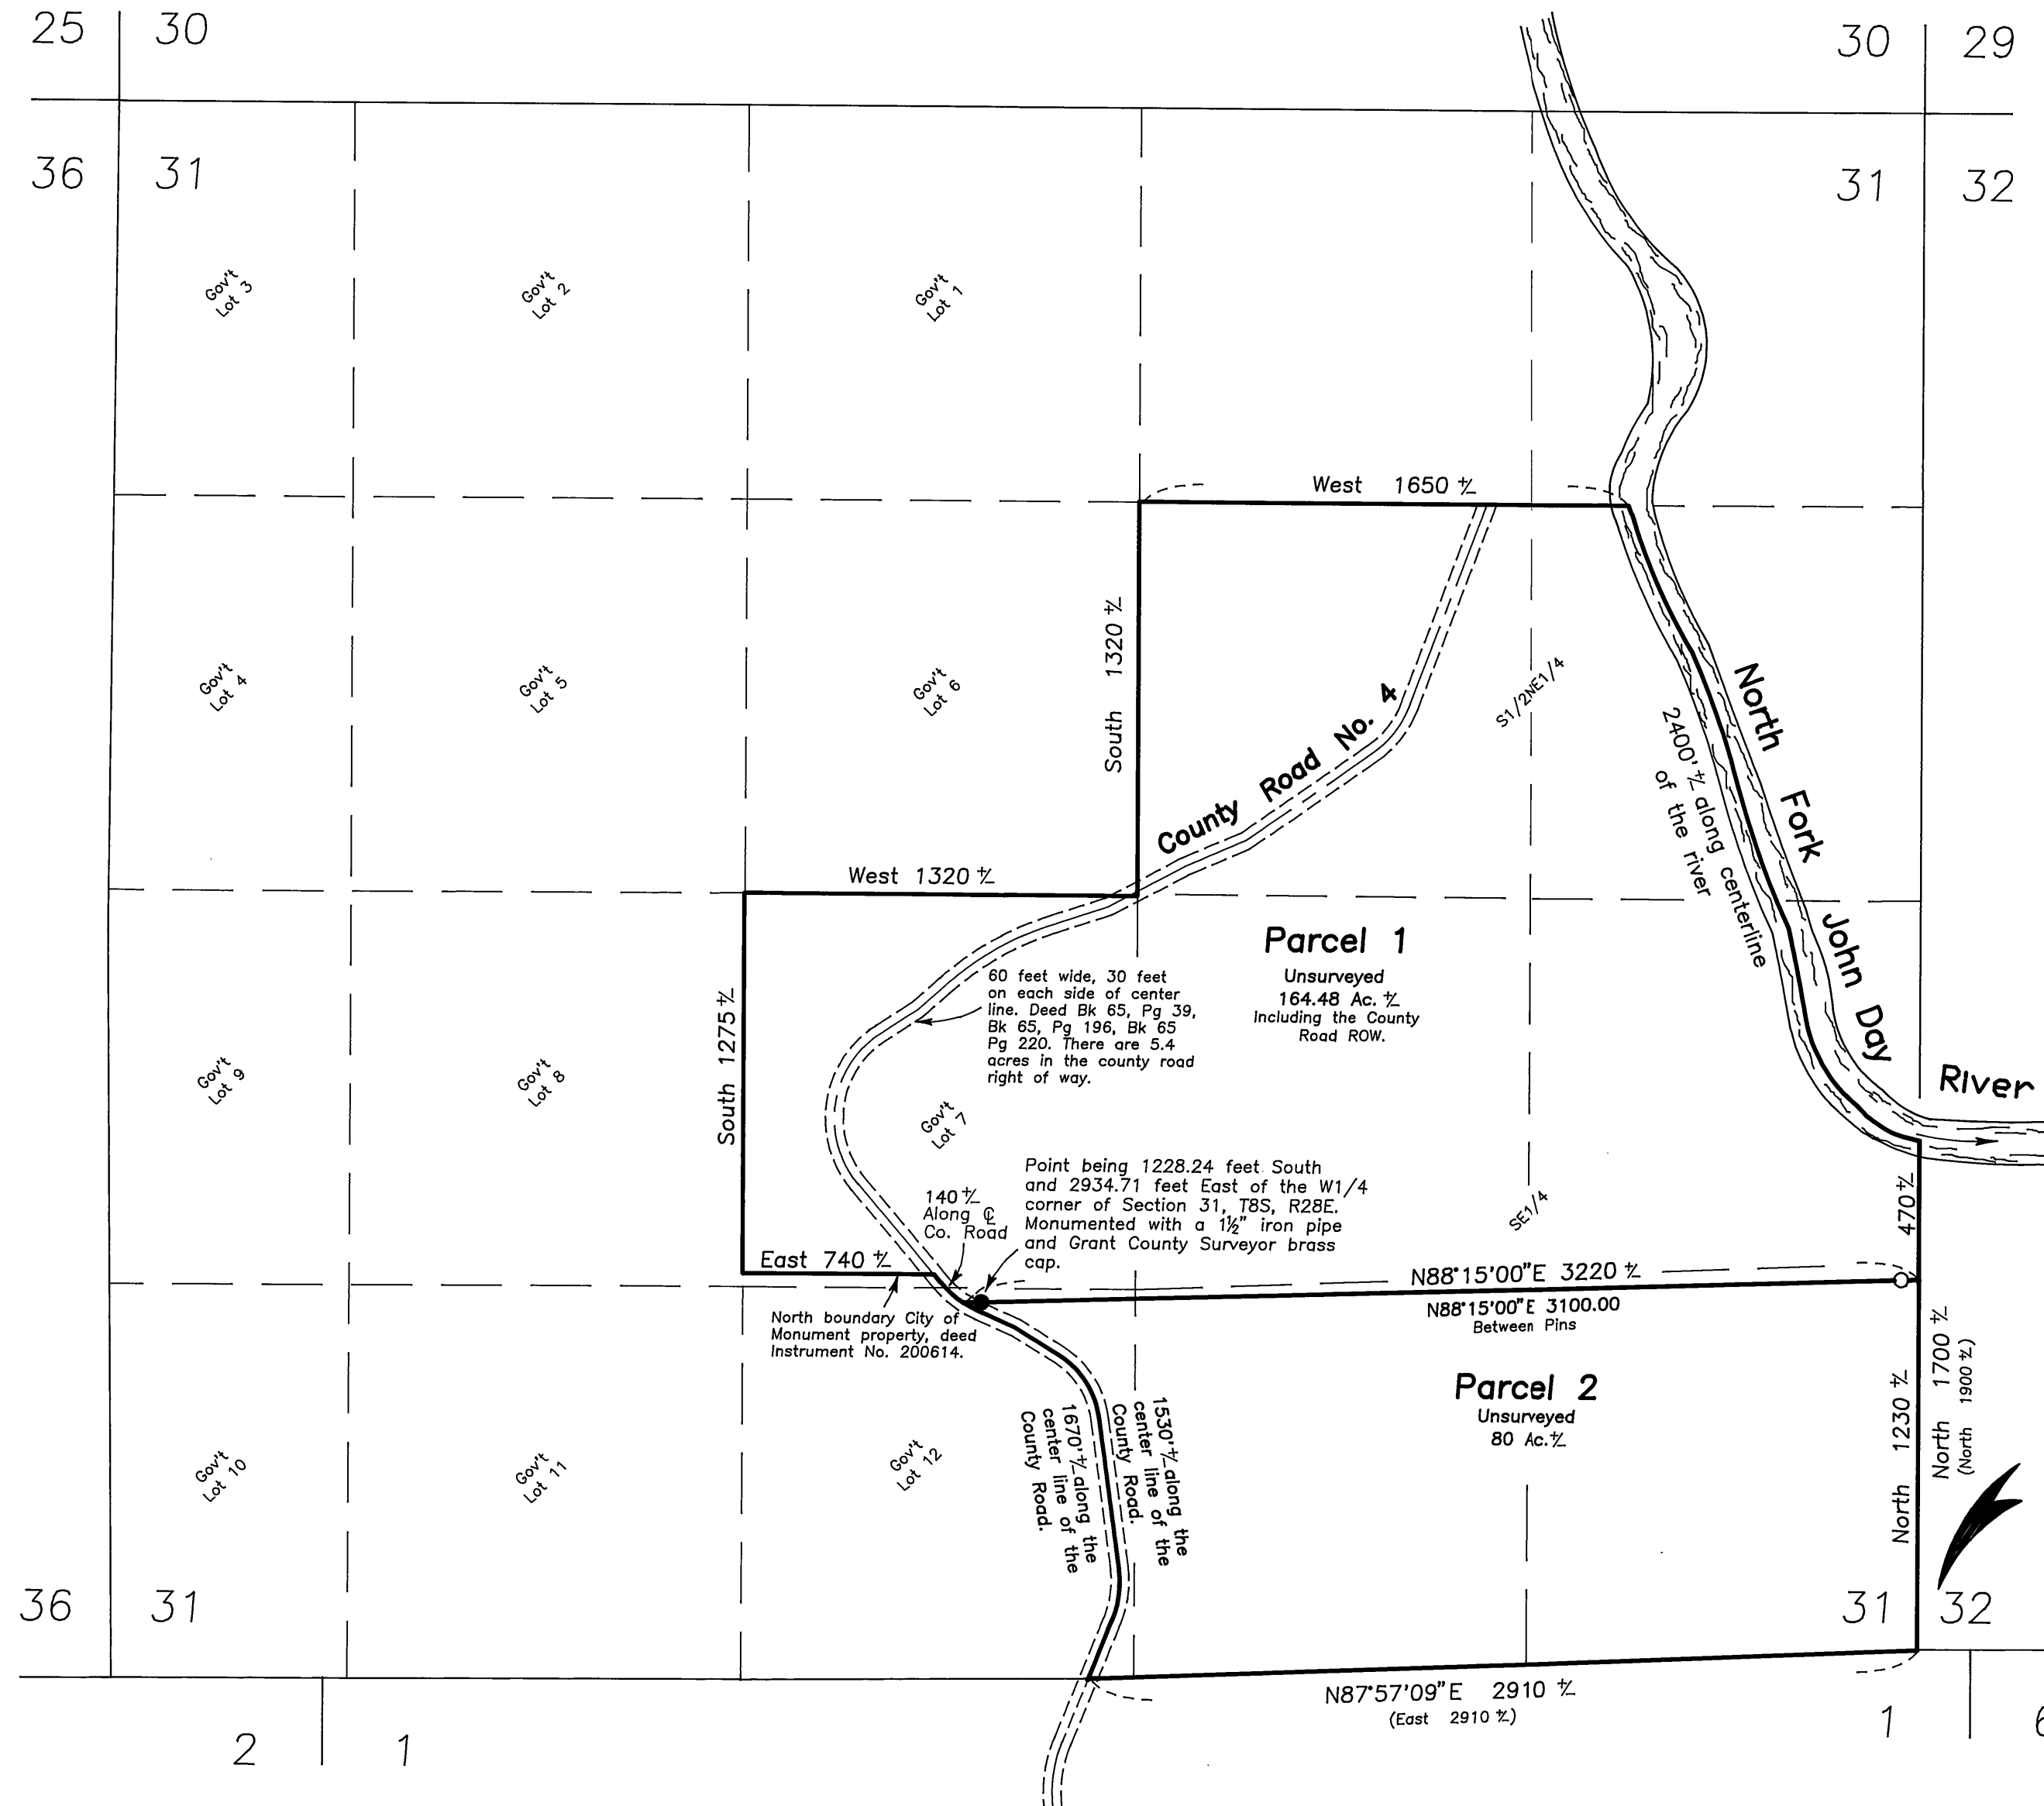 25 30
30 29
36 31
31 32
Gov't
Lot 3
Gov't
Lot 2
Gov't
Lot 1
West 1650 +/-
South 1320 +/-
Gov't
Lot 4
Gov't
Lot 5
Gov't
Lot 6
County Road No. 4
S1/2NE1/4
North Fork John Day River
2400'+/- along centerline
of the river
West 1320 +/-
Parcel 1
Unsurveyed
164.48 Ac. +/-
Including the County
Road ROW.
60 feet wide, 30 feet
on each side of center
line. Deed Bk 65, Pg 39,
Bk 65, Pg 196, Bk 65
Pg 220. There are 5.4
acres in the county road
right of way.
South 1275 +/-
Gov't
Lot 9
Gov't
Lot 8
Gov't
Lot 7
Point being 1228.24 feet South
and 2934.71 feet East of the W1/4
corner of Section 31, T8S, R28E.
Monumented with a 1½" iron pipe
and Grant County Surveyor brass
cap.
140 +/-
Along ℄
Co. Road
SE1/4
470 +/-
East 740 +/-
N88°15'00"E 3220 +/-
N88°15'00"E 3100.00
Between Pins
North boundary City of
Monument property, deed
Instrument No. 200614.
Parcel 2
Unsurveyed
80 Ac.+/-
1530'+/- along the
center line of the
County Road.
1670'+/- along the
center line of the
County Road.
North 1230 +/-
North 1700 +/-
(North 1900 +/-)
Gov't
Lot 10
Gov't
Lot 11
Gov't
Lot 12
36 31
31 32
N87°57'09"E 2910 +/-
(East 2910 +/-)
2 1
1 6